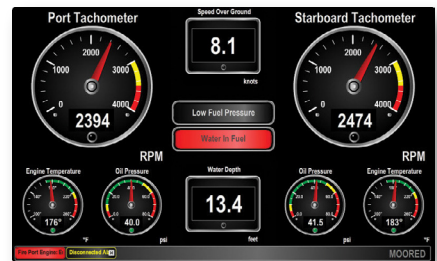 Port Tachometer
0
1000
2000
3000
4000
2394
RPM
Speed Over Ground
8.1
knots
Low Fuel Pressure
Water In Fuel
Starboard Tachometer
0
1000
2000
3000
4000
2474
RPM
Engine Temperature
176°
°F
Oil Pressure
40.0
psi
Water Depth
13.4
feet
Oil Pressure
41.5
psi
Engine Temperature
183°
°F
Disconnected
MOORED